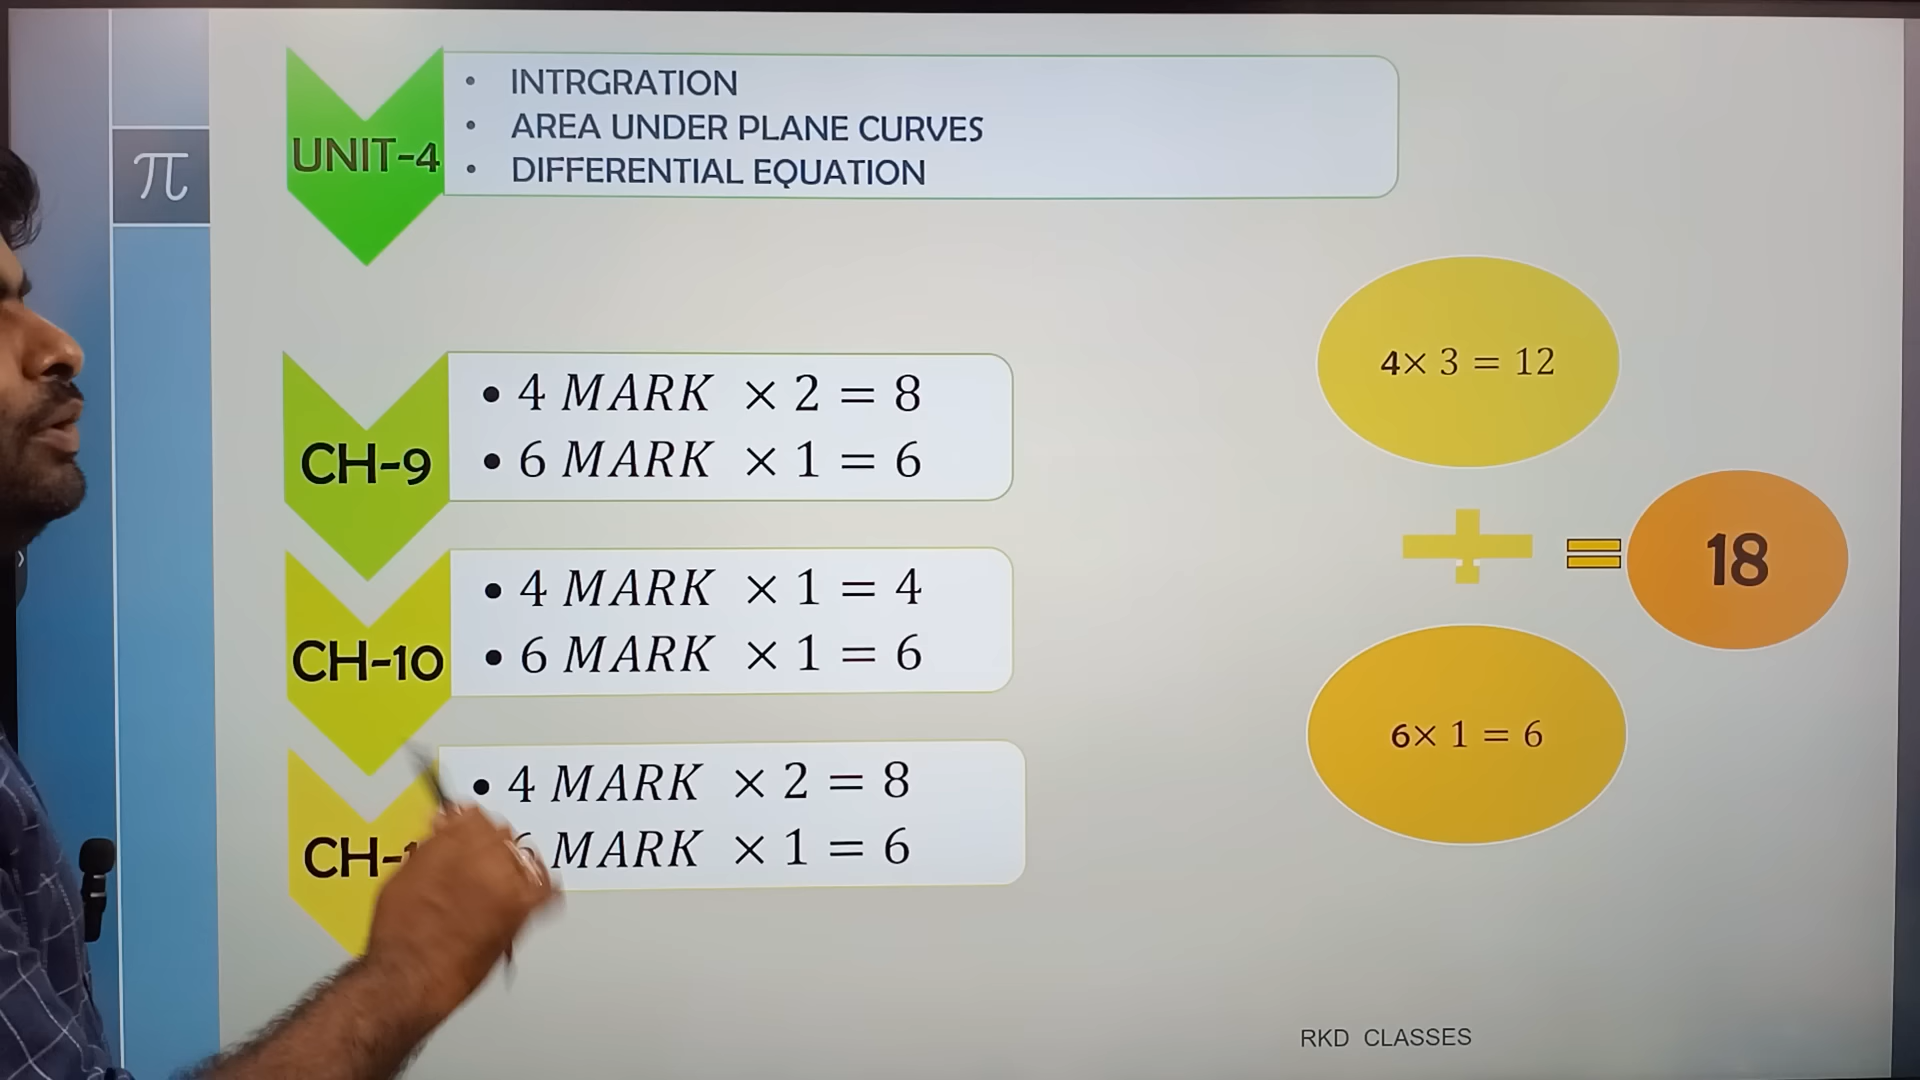 π
UNIT-4
• INTRGRATION
• AREA UNDER PLANE CURVES
• DIFFERENTIAL EQUATION
CH-9
• 4 MARK × 2 = 8
• 6 MARK × 1 = 6
CH-10
• 4 MARK × 1 = 4
• 6 MARK × 1 = 6
CH-
• 4 MARK × 2 = 8
6 MARK × 1 = 6
4× 3 = 12
+
6× 1 = 6
= 18
RKD CLASSES